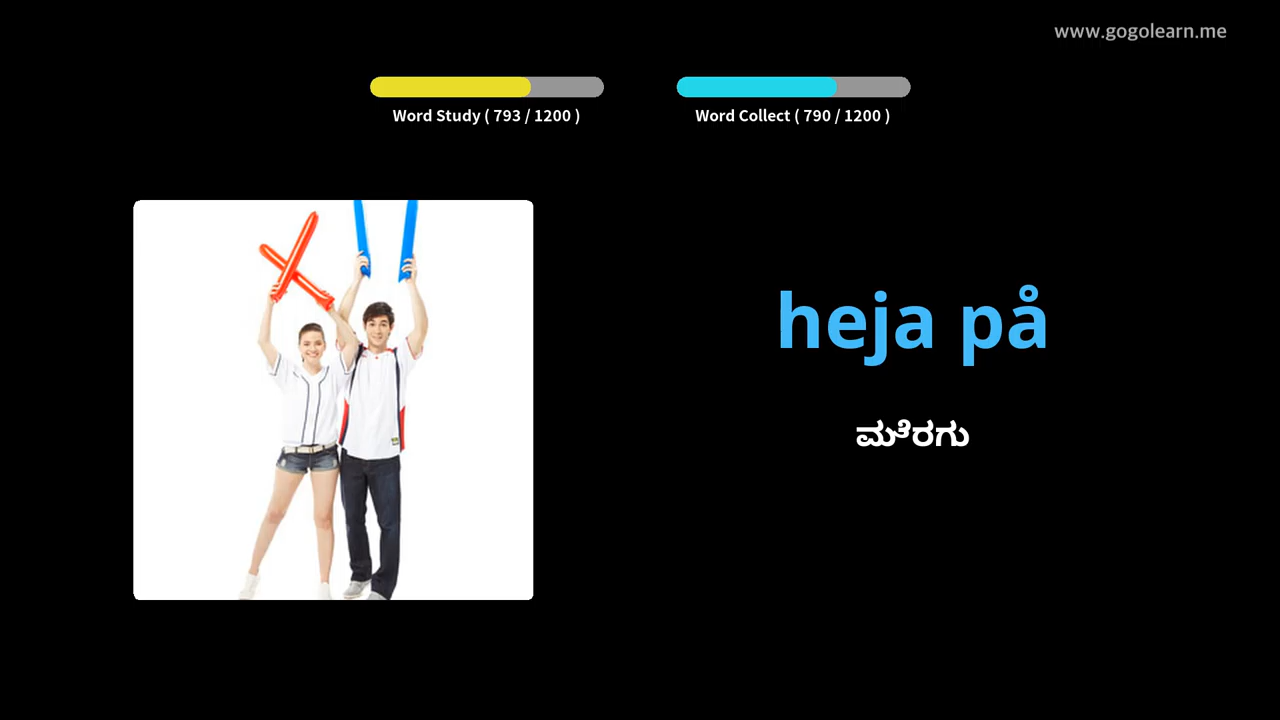 www.gogolearn.me
Word Study ( 793 / 1200 )
Word Collect ( 790 / 1200 )
heja på
ಮೆರಗು